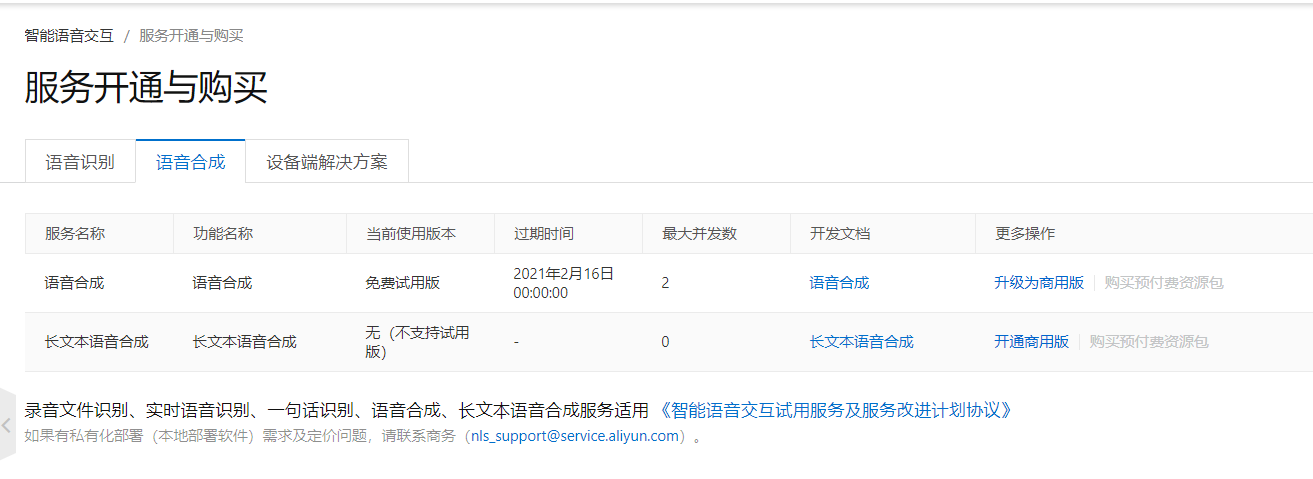 智能语音交互 / 服务开通与购买
服务开通与购买
语音识别 语音合成 设备端解决方案
服务名称 功能名称 当前使用版本 过期时间 最大并发数 开发文档 更多操作
语音合成 语音合成 免费试用版 2021年2月16日 00:00:00 2 语音合成 升级为商用版 购买预付费资源包
长文本语音合成 长文本语音合成 无（不支持试用版） - 0 长文本语音合成 开通商用版 购买预付费资源包
录音文件识别、实时语音识别、一句话识别、语音合成、长文本语音合成服务适用 《智能语音交互试用服务及服务改进计划协议》
如果有私有化部署（本地部署软件）需求及定价问题，请联系商务（nls_support@service.aliyun.com）。